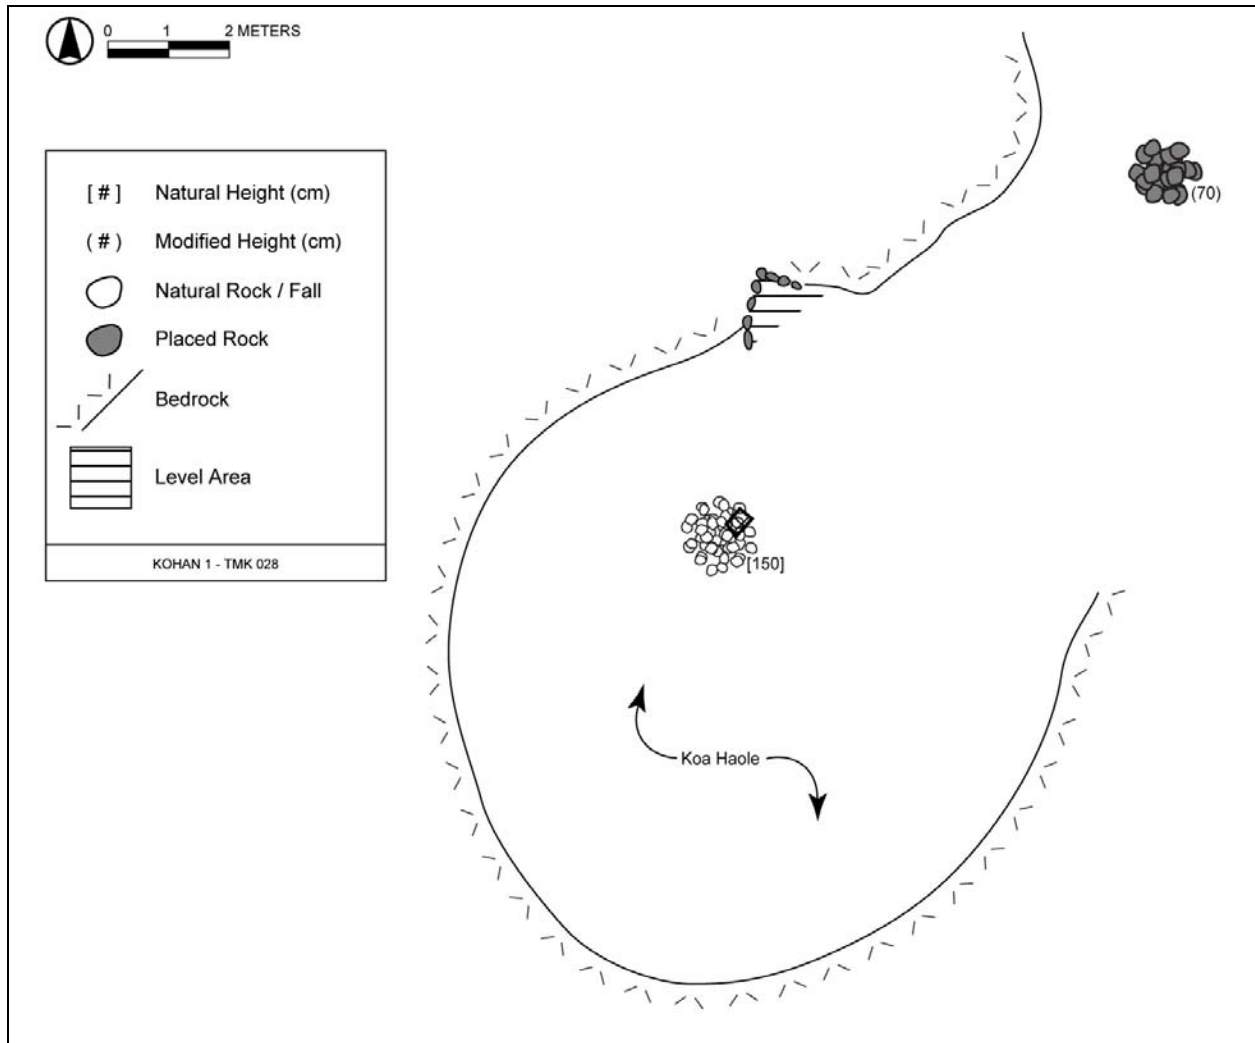 0 1 2 METERS
[ # ] Natural Height (cm)
( # ) Modified Height (cm)
Natural Rock / Fall
Placed Rock
Bedrock
Level Area
KOHAN 1 - TMK 028
(70)
[150]
Koa Haole